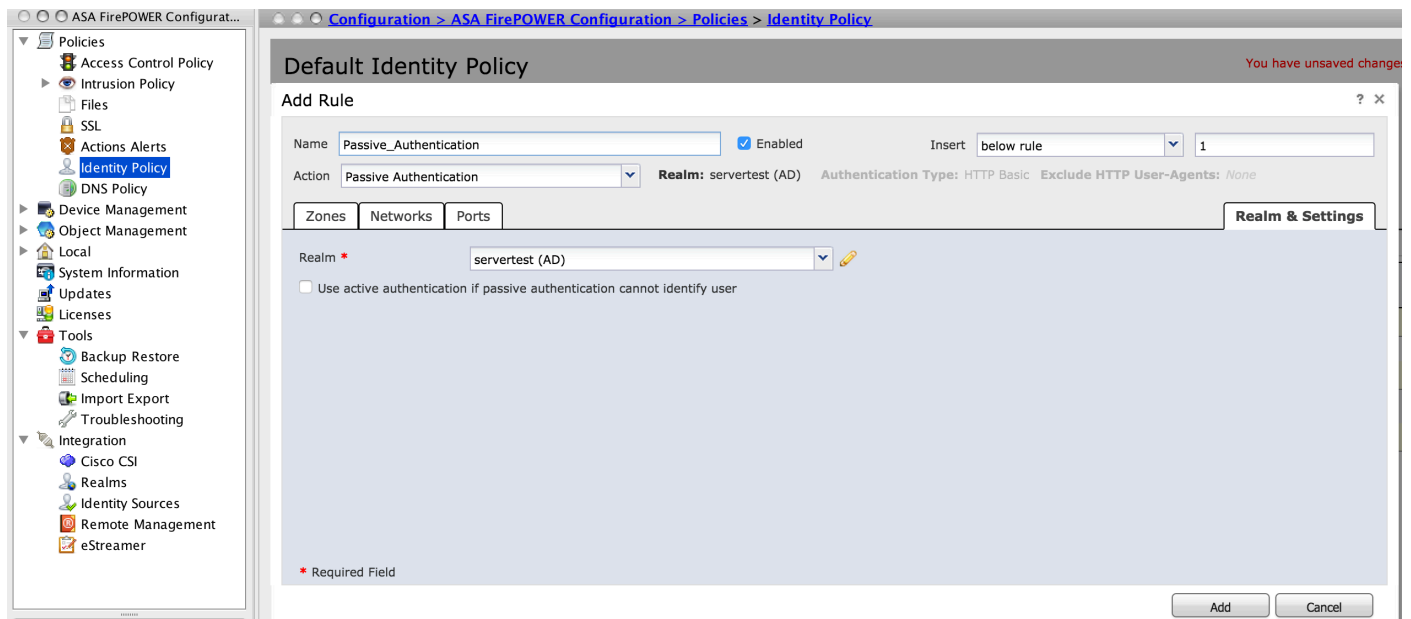 ASA FirePOWER Configurat...
Policies
Access Control Policy
Intrusion Policy
Files
SSL
Actions Alerts
Identity Policy
DNS Policy
Device Management
Object Management
Local
System Information
Updates
Licenses
Tools
Backup Restore
Scheduling
Import Export
Troubleshooting
Integration
Cisco CSI
Realms
Identity Sources
Remote Management
eStreamer
Configuration > ASA FirePOWER Configuration > Policies > Identity Policy
Default Identity Policy
You have unsaved changes
Add Rule
? ×
Name Passive_Authentication Enabled Insert below rule 1
Action Passive Authentication Realm: servertest (AD) Authentication Type: HTTP Basic Exclude HTTP User-Agents: None
Zones Networks Ports Realm & Settings
Realm * servertest (AD)
Use active authentication if passive authentication cannot identify user
* Required Field
Add Cancel